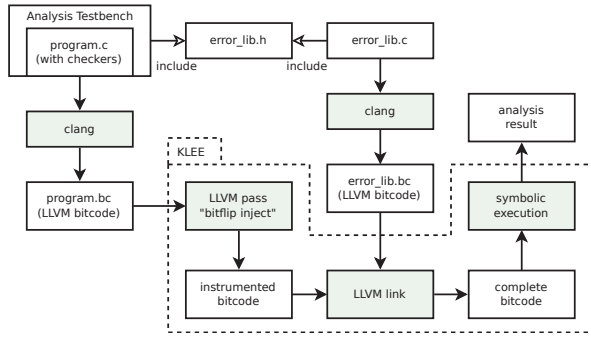 Analysis Testbench
program.c
(with checkers)
error_lib.h
error_lib.c
include
include
clang
clang
analysis
result
KLEE
program.bc
(LLVM bitcode)
LLVM pass
"bitflip inject"
error_lib.bc
(LLVM bitcode)
symbolic
execution
instrumented
bitcode
LLVM link
complete
bitcode